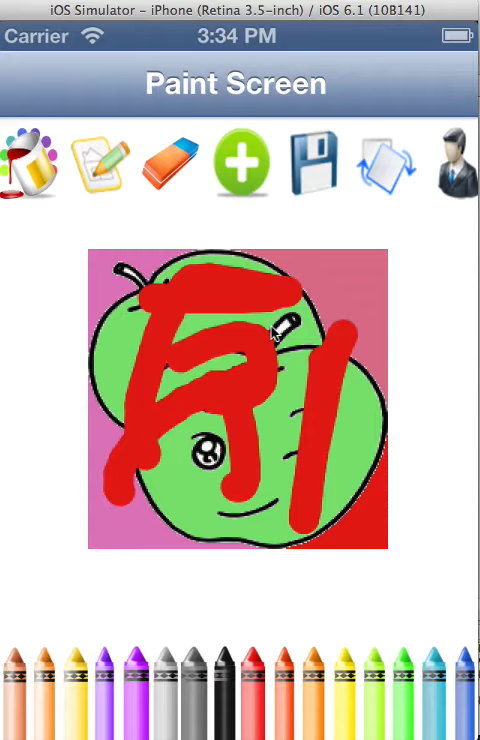 iOS Simulator – iPhone (Retina 3.5-inch) / iOS 6.1 (10B141)
Carrier 3:34 PM
Paint Screen